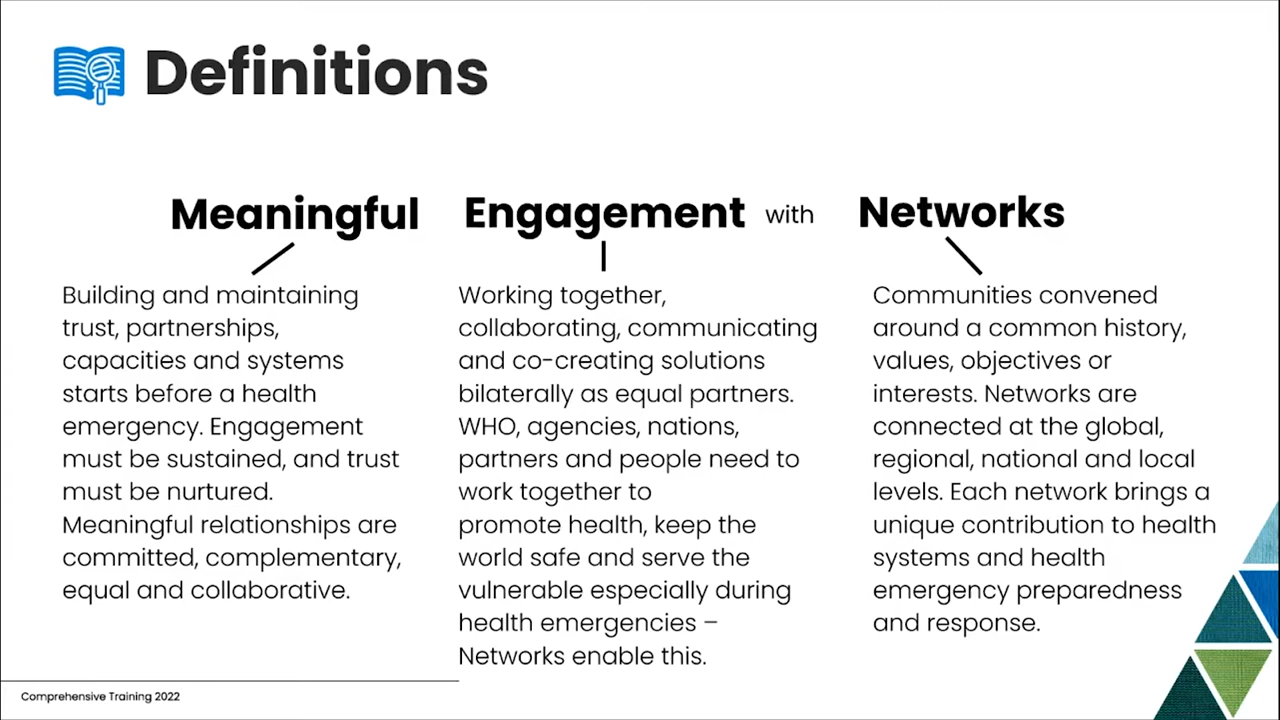 Definitions
Meaningful Engagement with Networks
Building and maintaining
trust, partnerships,
capacities and systems
starts before a health
emergency. Engagement
must be sustained, and trust
must be nurtured.
Meaningful relationships are
committed, complementary,
equal and collaborative.
Working together,
collaborating, communicating
and co-creating solutions
bilaterally as equal partners.
WHO, agencies, nations,
partners and people need to
work together to
promote health, keep the
world safe and serve the
vulnerable especially during
health emergencies –
Networks enable this.
Communities convened
around a common history,
values, objectives or
interests. Networks are
connected at the global,
regional, national and local
levels. Each network brings a
unique contribution to health
systems and health
emergency preparedness
and response.
Comprehensive Training 2022